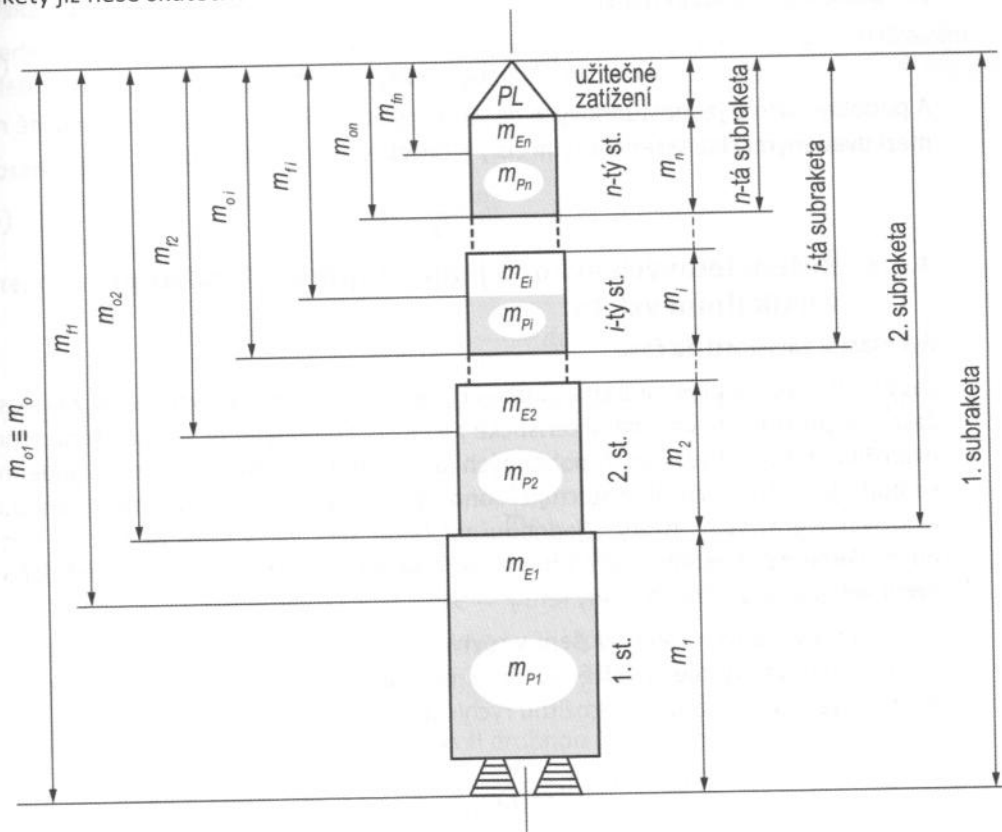 užitečné
zatížení
PL
m_fn
m_on
m_fi
m_oi
m_f2
m_o2
m_f1
m_o1 ≡ m_o
m_En
m_Pn
n-tý st.
m_n
n-tá subraketa
i-tá subraketa
2. subraketa
1. subraketa
m_Ei
m_Pi
i-tý st.
m_i
m_E2
m_P2
2. st.
m_2
m_E1
m_P1
1. st.
m_1